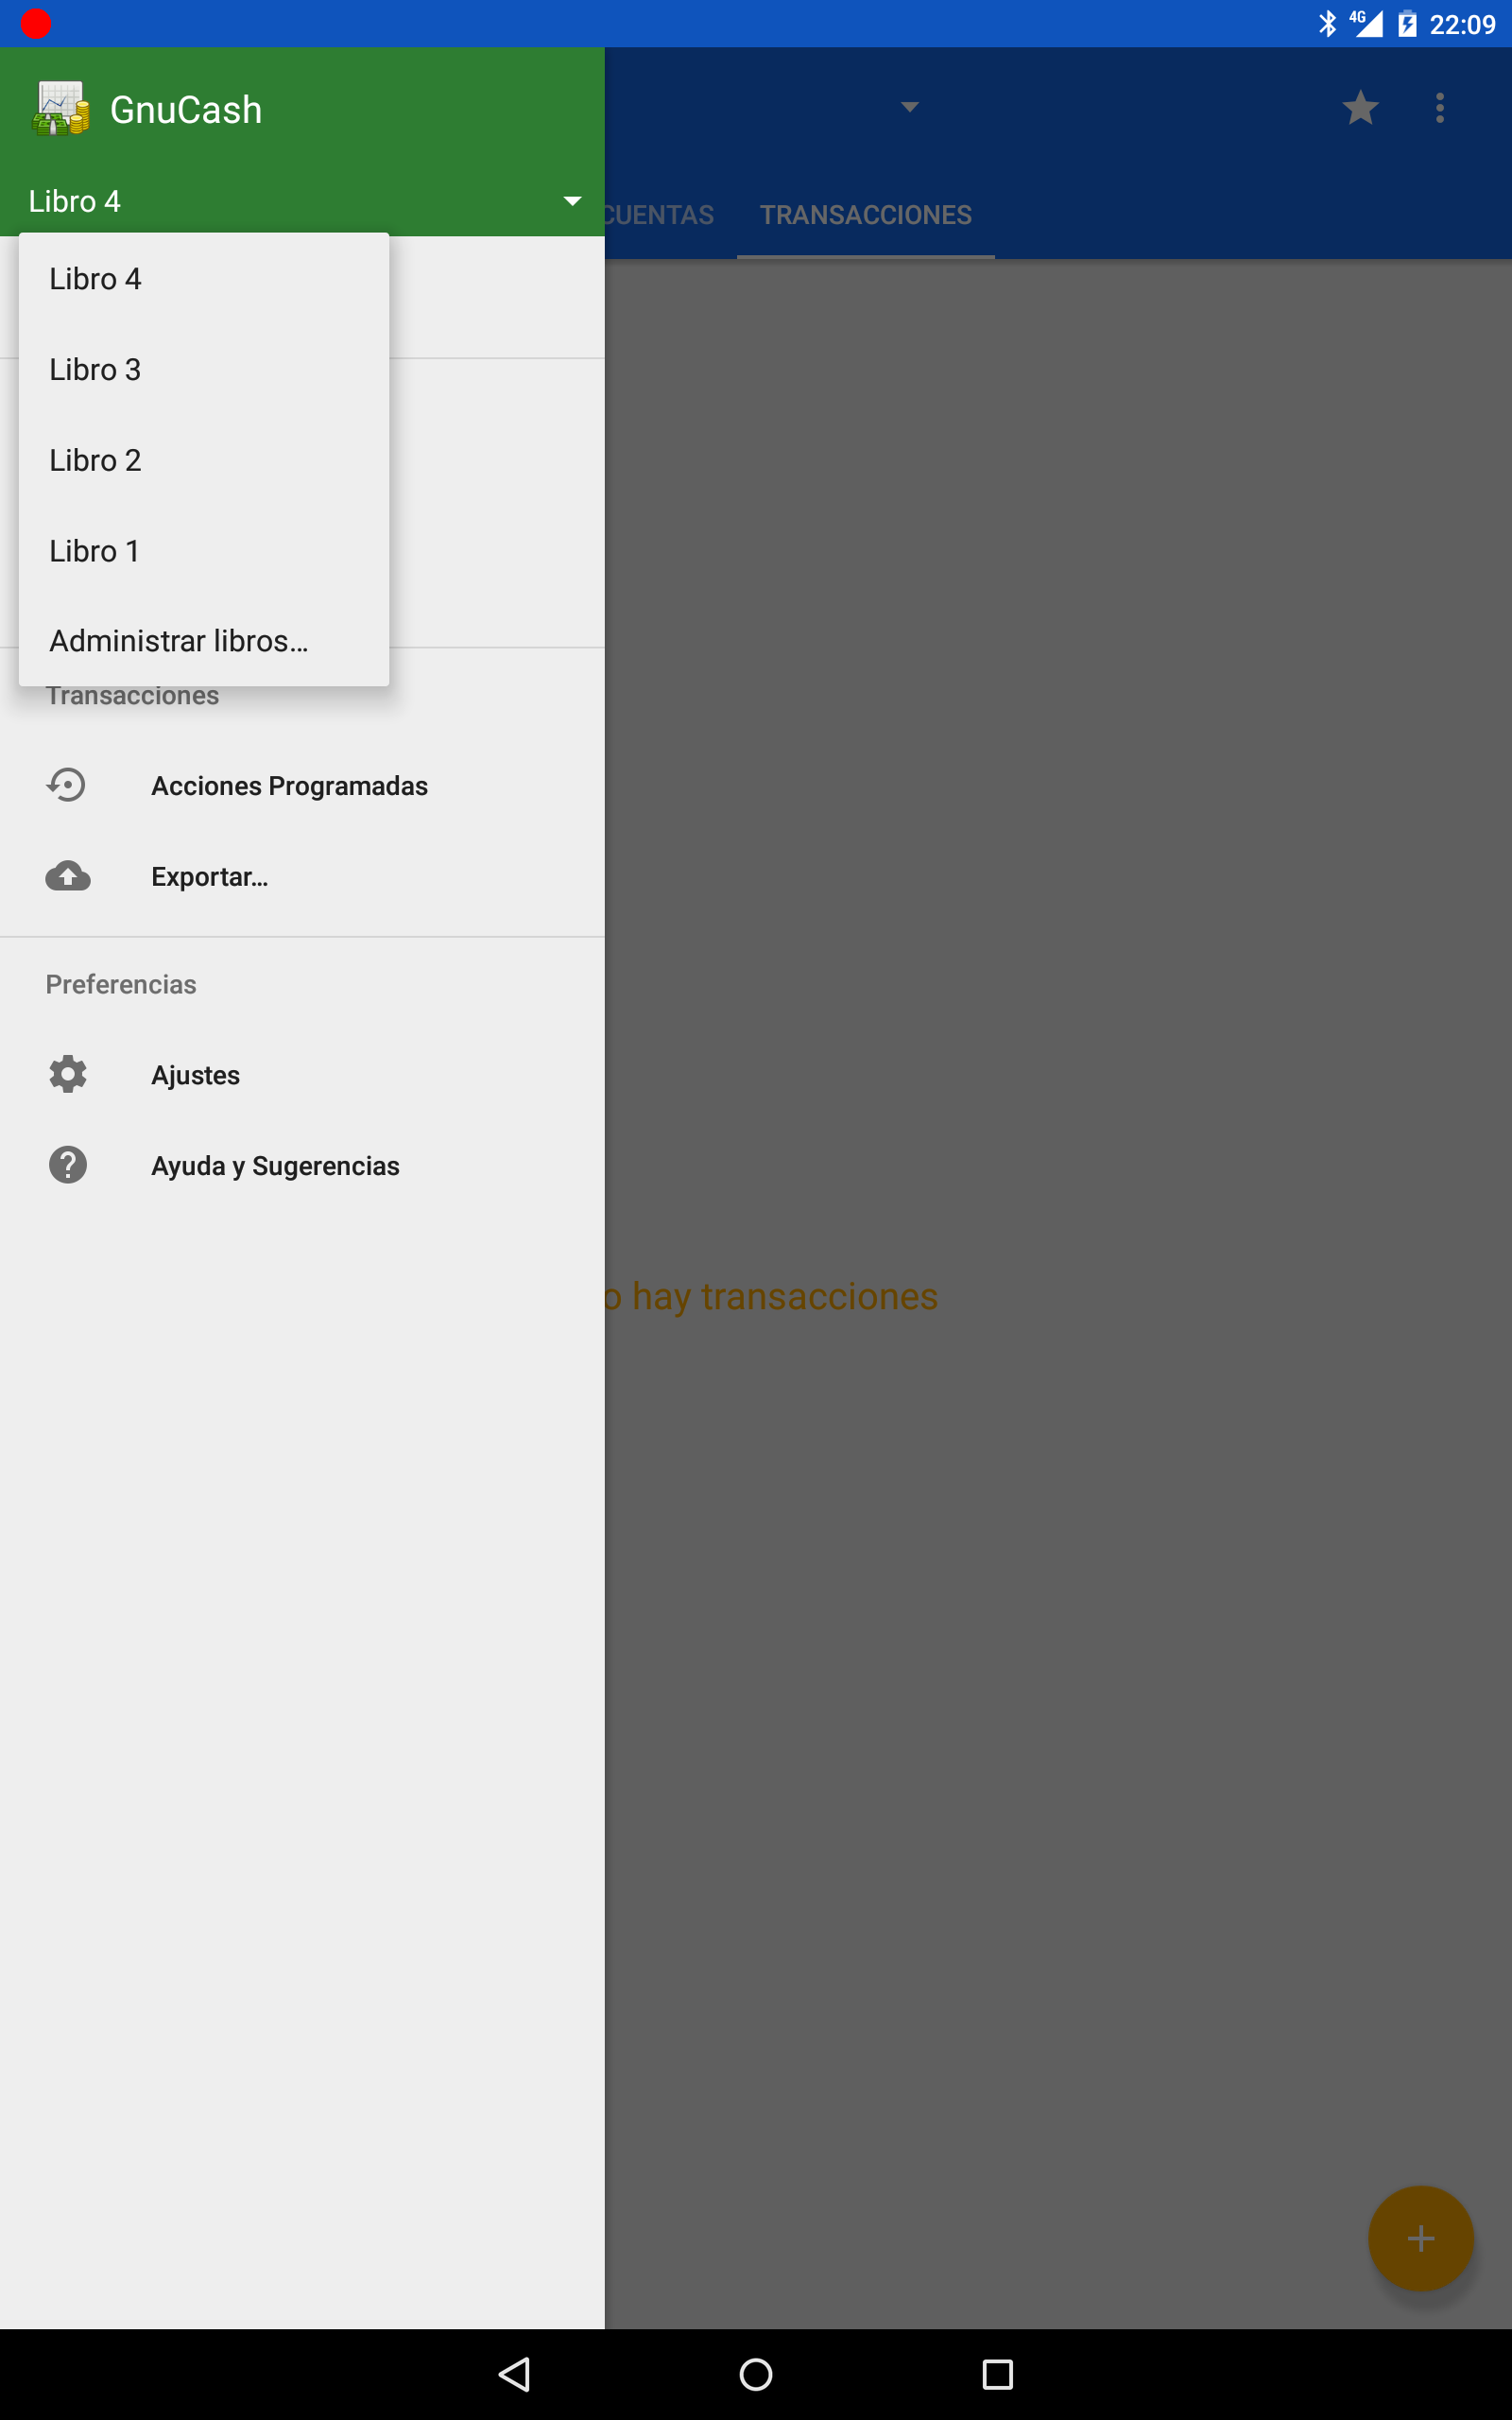 4G 22:09
GnuCash
Libro 4
CUENTAS TRANSACCIONES
Libro 4
Libro 3
Libro 2
Libro 1
Administrar libros...
Transacciones
Acciones Programadas
Exportar...
Preferencias
Ajustes
Ayuda y Sugerencias
o hay transacciones